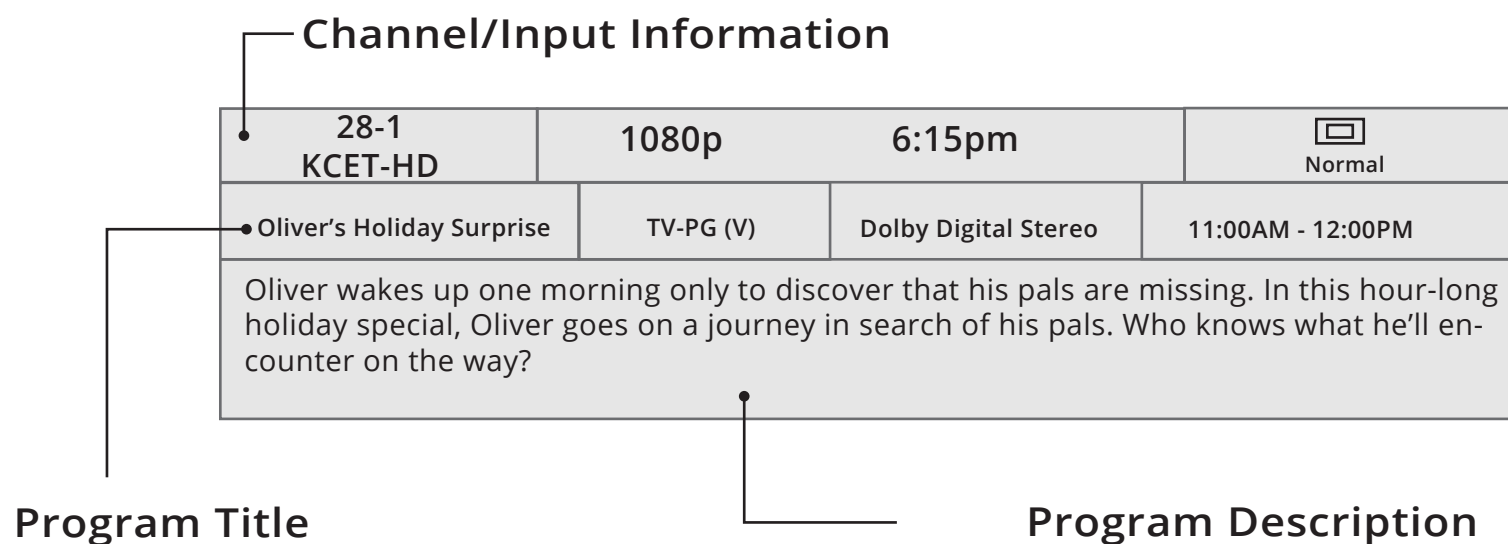 Channel/Input Information
28-1
KCET-HD
1080p
6:15pm
Normal
Oliver’s Holiday Surprise
TV-PG (V)
Dolby Digital Stereo
11:00AM - 12:00PM
Oliver wakes up one morning only to discover that his pals are missing. In this hour-long
holiday special, Oliver goes on a journey in search of his pals. Who knows what he’ll en-
counter on the way?
Program Title
Program Description